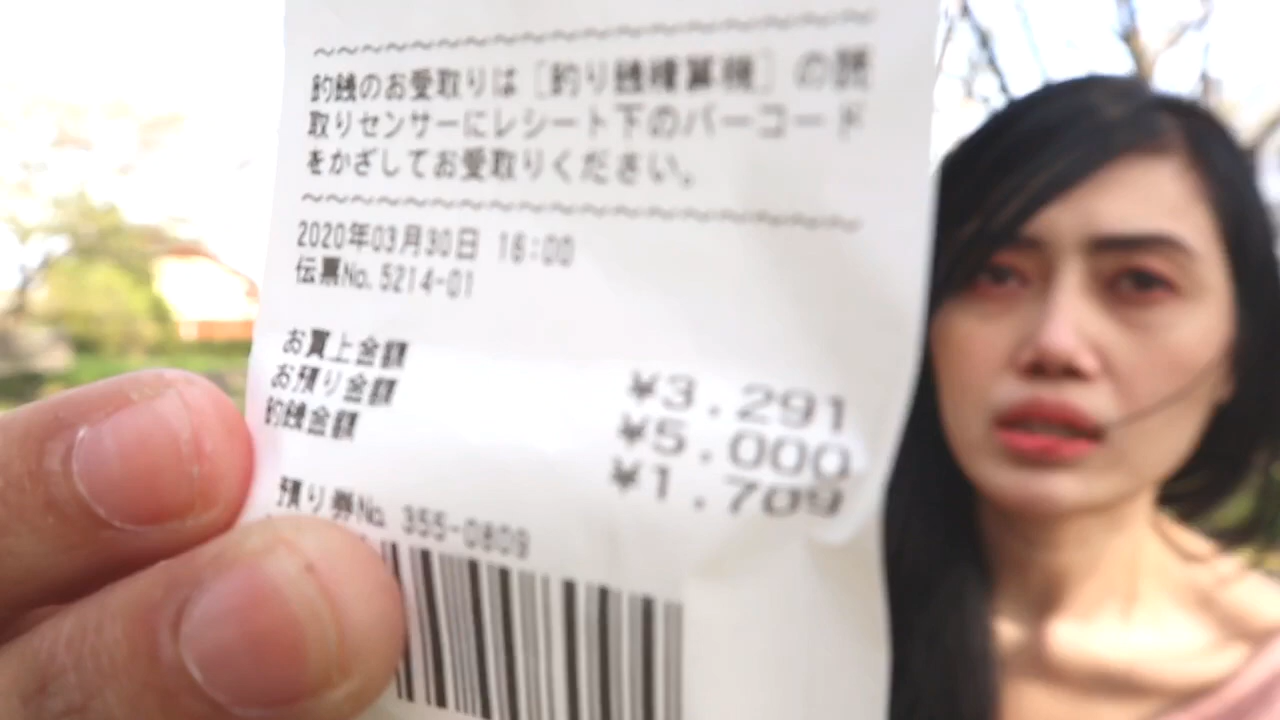 ~~~~~~~~~~~~~~~~~~~~~~~~
釣銭のお受取りは[釣り銭精算機]の読
取りセンサーにレシート下のバーコード
をかざしてお受取りください。
~~~~~~~~~~~~~~~~~~~~~~~~
2020年03月30日 16:00
伝票No.5214-01
お買上金額 ¥3.291
お預り金額 ¥5.000
釣銭金額 ¥1.709
預り券No. 355-0809